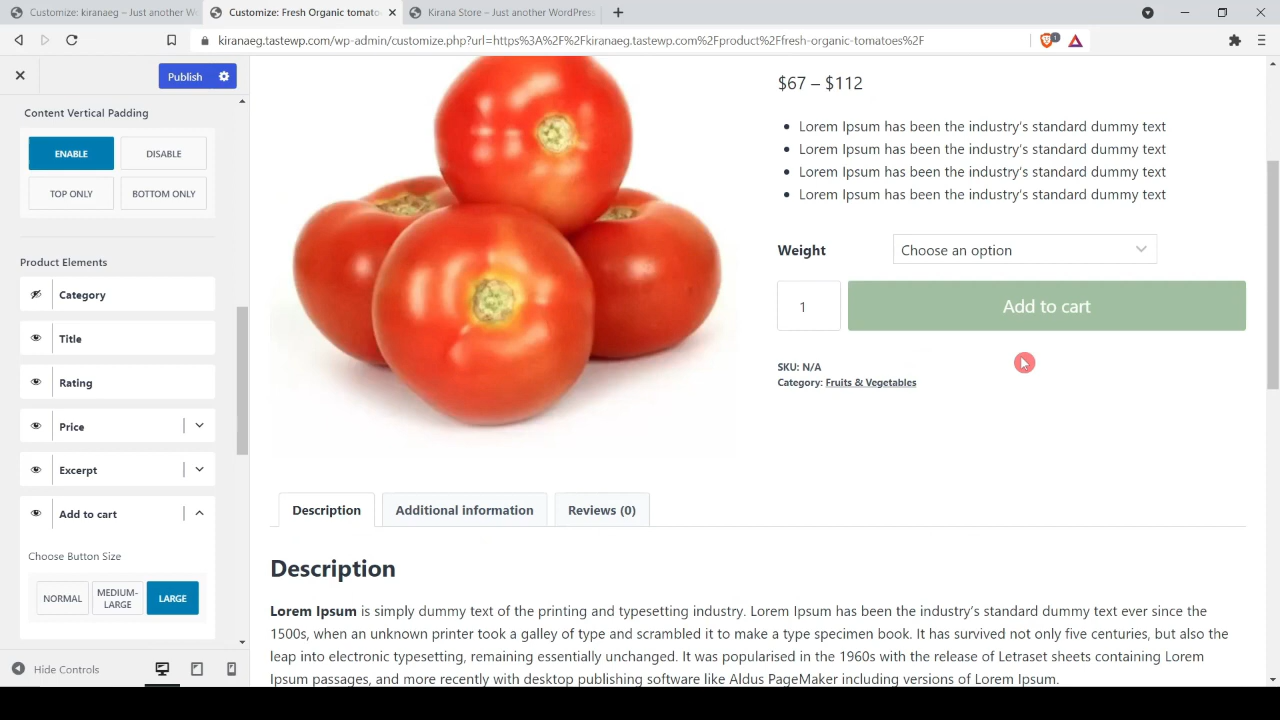 Customize: kiranaeg – Just another W
Customize: Fresh Organic tomato
Kirana Store – Just another WordPress
kiranaeg.tastewp.com/wp-admin/customize.php?url=https%3A%2F%2Fkiranaeg.tastewp.com%2Fproduct%2Ffresh-organic-tomatoes%2F
1
Publish
Content Vertical Padding
ENABLE
DISABLE
TOP ONLY
BOTTOM ONLY
Product Elements
Category
Title
Rating
Price
Excerpt
Add to cart
Choose Button Size
NORMAL
MEDIUM-
LARGE
LARGE
Hide Controls
$67 – $112
Lorem Ipsum has been the industry's standard dummy text
Lorem Ipsum has been the industry's standard dummy text
Lorem Ipsum has been the industry's standard dummy text
Lorem Ipsum has been the industry's standard dummy text
Weight
Choose an option
1
Add to cart
SKU: N/A
Category: Fruits & Vegetables
Description
Additional information
Reviews (0)
Description
Lorem Ipsum is simply dummy text of the printing and typesetting industry. Lorem Ipsum has been the industry's standard dummy text ever since the
1500s, when an unknown printer took a galley of type and scrambled it to make a type specimen book. It has survived not only five centuries, but also the
leap into electronic typesetting, remaining essentially unchanged. It was popularised in the 1960s with the release of Letraset sheets containing Lorem
Ipsum passages, and more recently with desktop publishing software like Aldus PageMaker including versions of Lorem Ipsum.